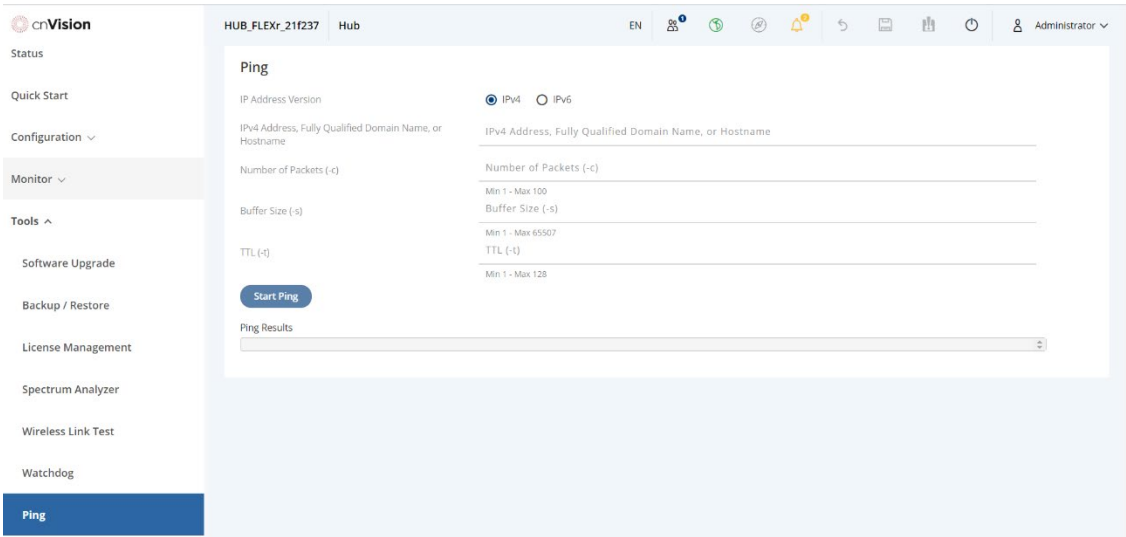 cnVision
HUB_FLEXr_21f237 Hub EN 1 2 Administrator
Status
Quick Start
Configuration
Monitor
Tools
Software Upgrade
Backup / Restore
License Management
Spectrum Analyzer
Wireless Link Test
Watchdog
Ping
Ping
IP Address Version IPv4 IPv6
IPv4 Address, Fully Qualified Domain Name, or
Hostname
IPv4 Address, Fully Qualified Domain Name, or Hostname
Number of Packets (-c) Number of Packets (-c)
Min 1 - Max 100
Buffer Size (-s) Buffer Size (-s)
Min 1 - Max 65507
TTL (-t) TTL (-t)
Min 1 - Max 128
Start Ping
Ping Results